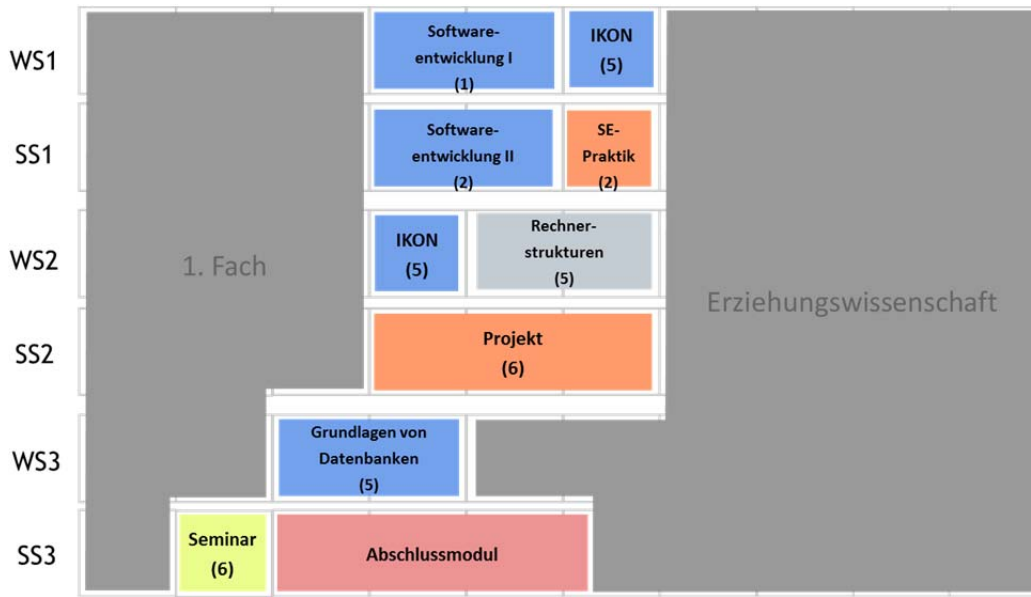 WS1
Software-
entwicklung I
(1)
IKON
(5)
SS1
Software-
entwicklung II
(2)
SE-
Praktik
(2)
WS2
1. Fach
IKON
(5)
Rechner-
strukturen
(5)
Erziehungswissenschaft
SS2
Projekt
(6)
WS3
Grundlagen von
Datenbanken
(5)
SS3
Seminar
(6)
Abschlussmodul